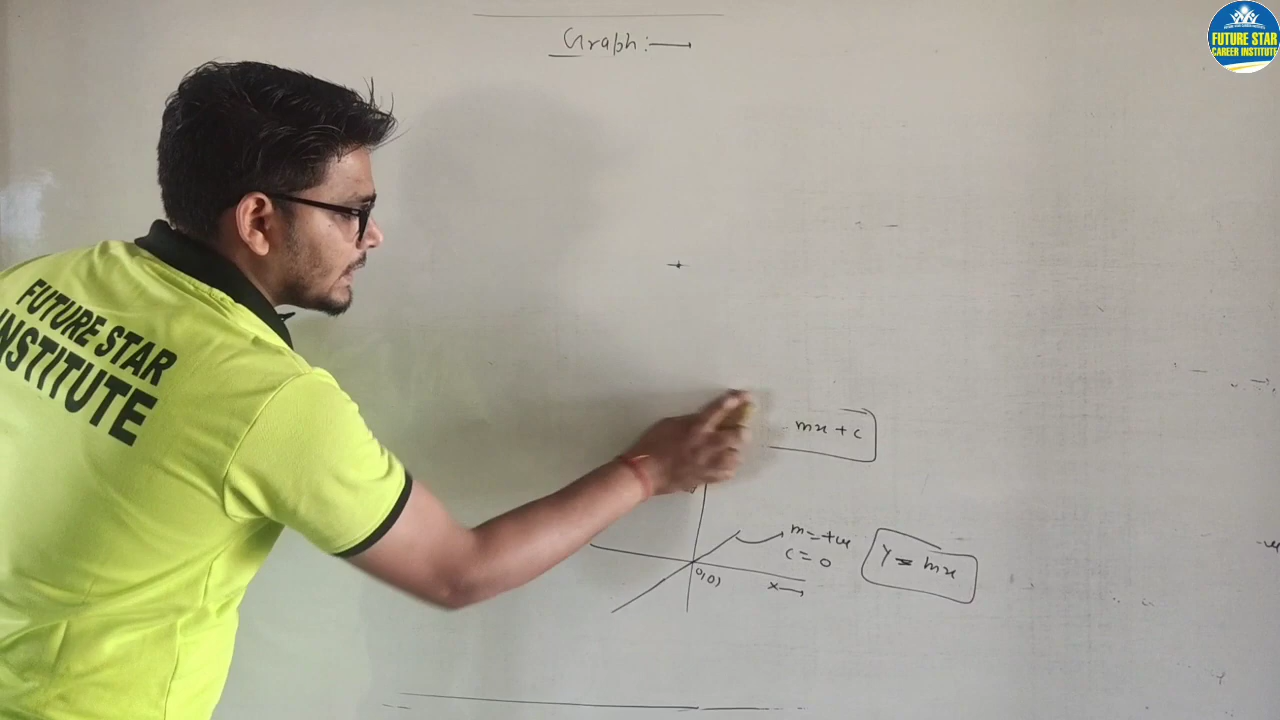 Graph:→
mx + c
m = +ve
c = 0
Y = mx
0,0)
x→
FUTURE STAR
INSTITUTE
FUTURE STAR
CAREER INSTITUTE